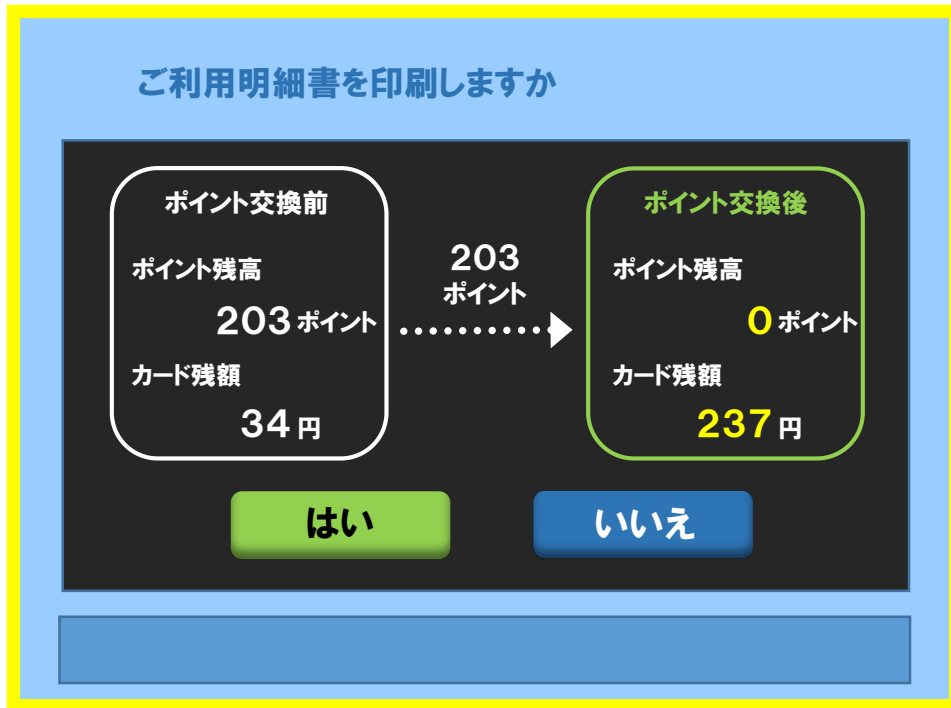 ご利用明細書を印刷しますか
ポイント交換前
ポイント残高
203ポイント
カード残額
34円
203
ポイント
ポイント交換後
ポイント残高
0ポイント
カード残額
237円
はい
いいえ